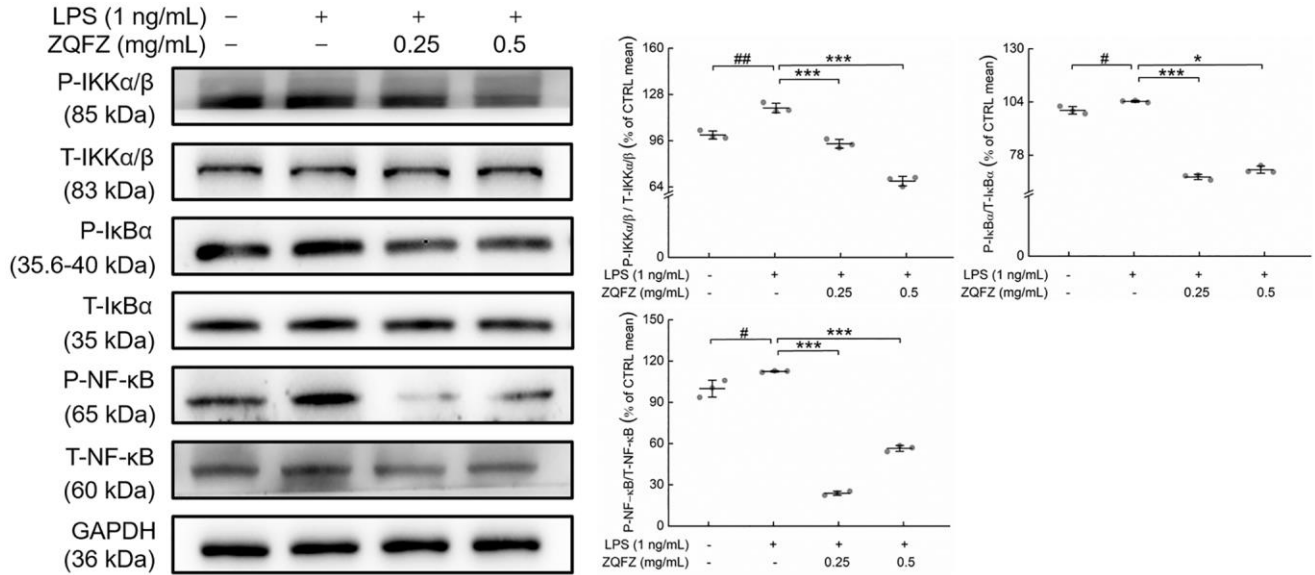 LPS (1 ng/mL) – + + +
ZQFZ (mg/mL) – – 0.25 0.5
P-IKKα/β
(85 kDa)
T-IKKα/β
(83 kDa)
P-IκBα
(35.6-40 kDa)
T-IκBα
(35 kDa)
P-NF-κB
(65 kDa)
T-NF-κB
(60 kDa)
GAPDH
(36 kDa)
P-IKKα/β / T-IKKα/β (% of CTRL mean)
160
128
96
64
0
## *** ***
LPS (1 ng/mL) - + + +
ZQFZ (mg/mL) - - 0.25 0.5
P-IκBα/T-IκBα (% of CTRL mean)
130
104
78
0
# *** *
LPS (1 ng/mL) - + + +
ZQFZ (mg/mL) - - 0.25 0.5
P-NF-κB/T-NF-κB (% of CTRL mean)
150
120
90
60
30
0
# *** ***
LPS (1 ng/mL) - + + +
ZQFZ (mg/mL) - - 0.25 0.5